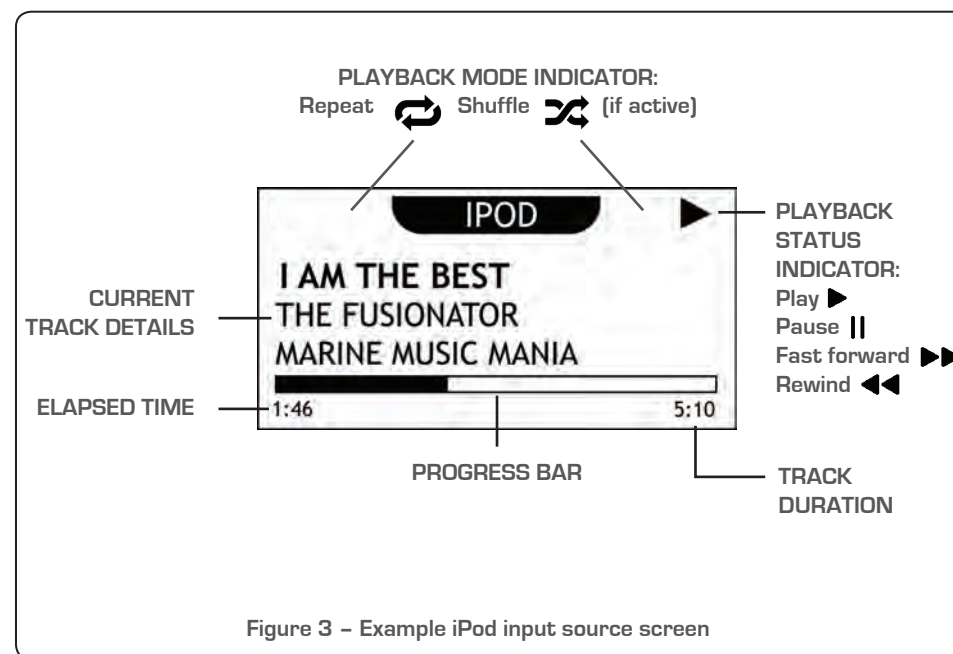 PLAYBACK MODE INDICATOR:
Repeat Shuffle (if active)
IPOD
I AM THE BEST
THE FUSIONATOR
MARINE MUSIC MANIA
1:46 5:10
CURRENT
TRACK DETAILS
ELAPSED TIME
PROGRESS BAR
PLAYBACK
STATUS
INDICATOR:
Play
Pause
Fast forward
Rewind
TRACK
DURATION
Figure 3 – Example iPod input source screen